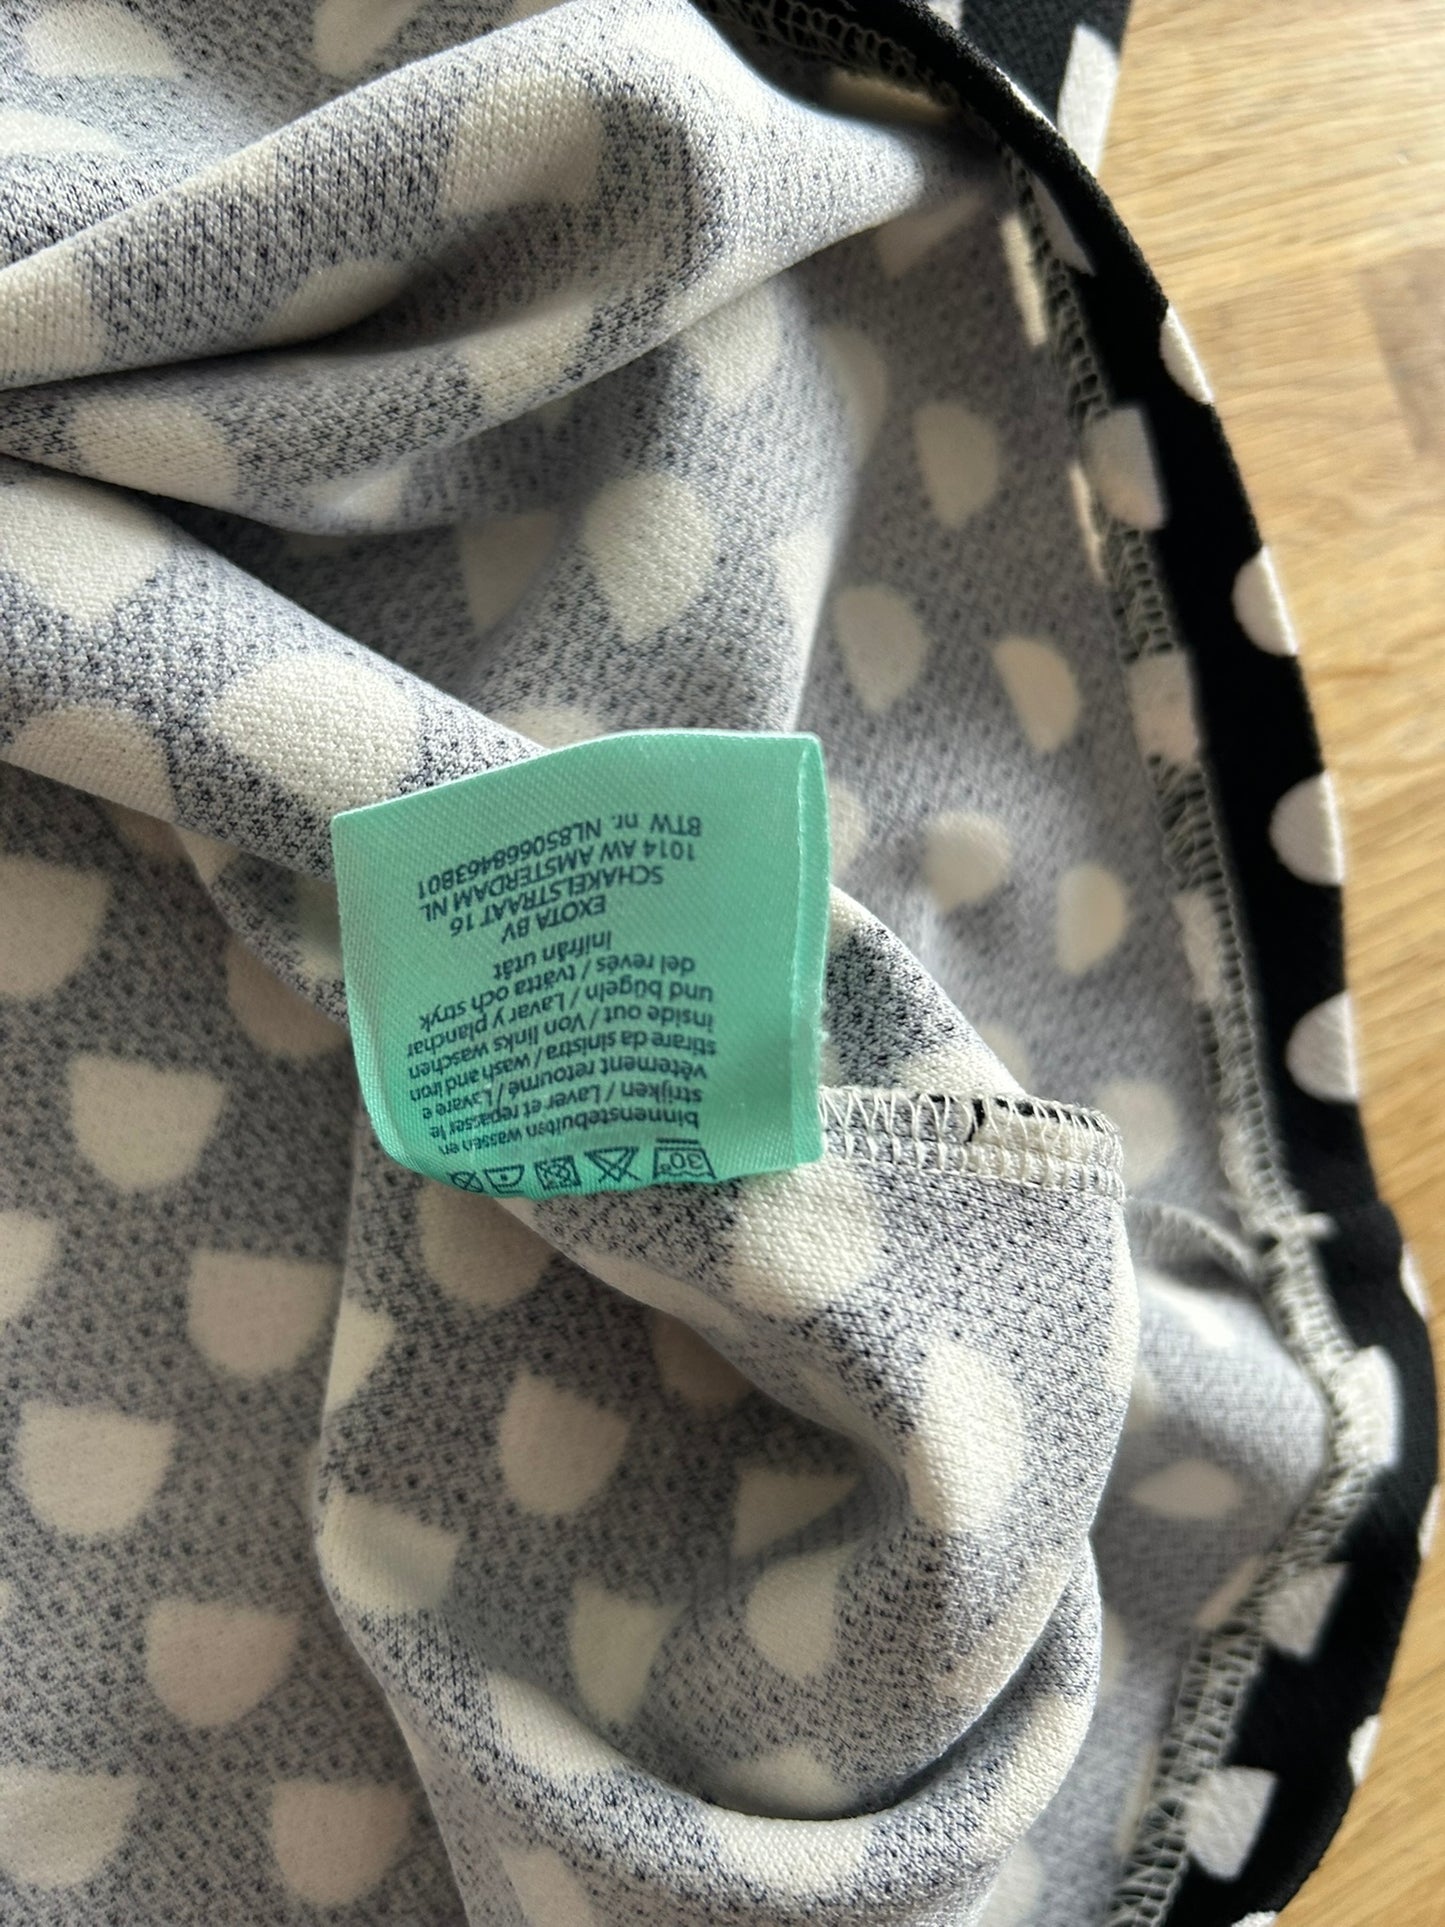 30°
binnenstebuiten wassen en
strijken / Laver et repasser le
vêtement retourné / Lavare e
stirare da sinistra / wash and iron
inside out / Von links waschen
und bügeln / Lavar y planchar
del revés / tvätta och stryk
inifrån utåt
EXOTA BV
SCHAKELSTRAAT 16
1014 AW AMSTERDAM NL
BTW nr. NL850668463B01